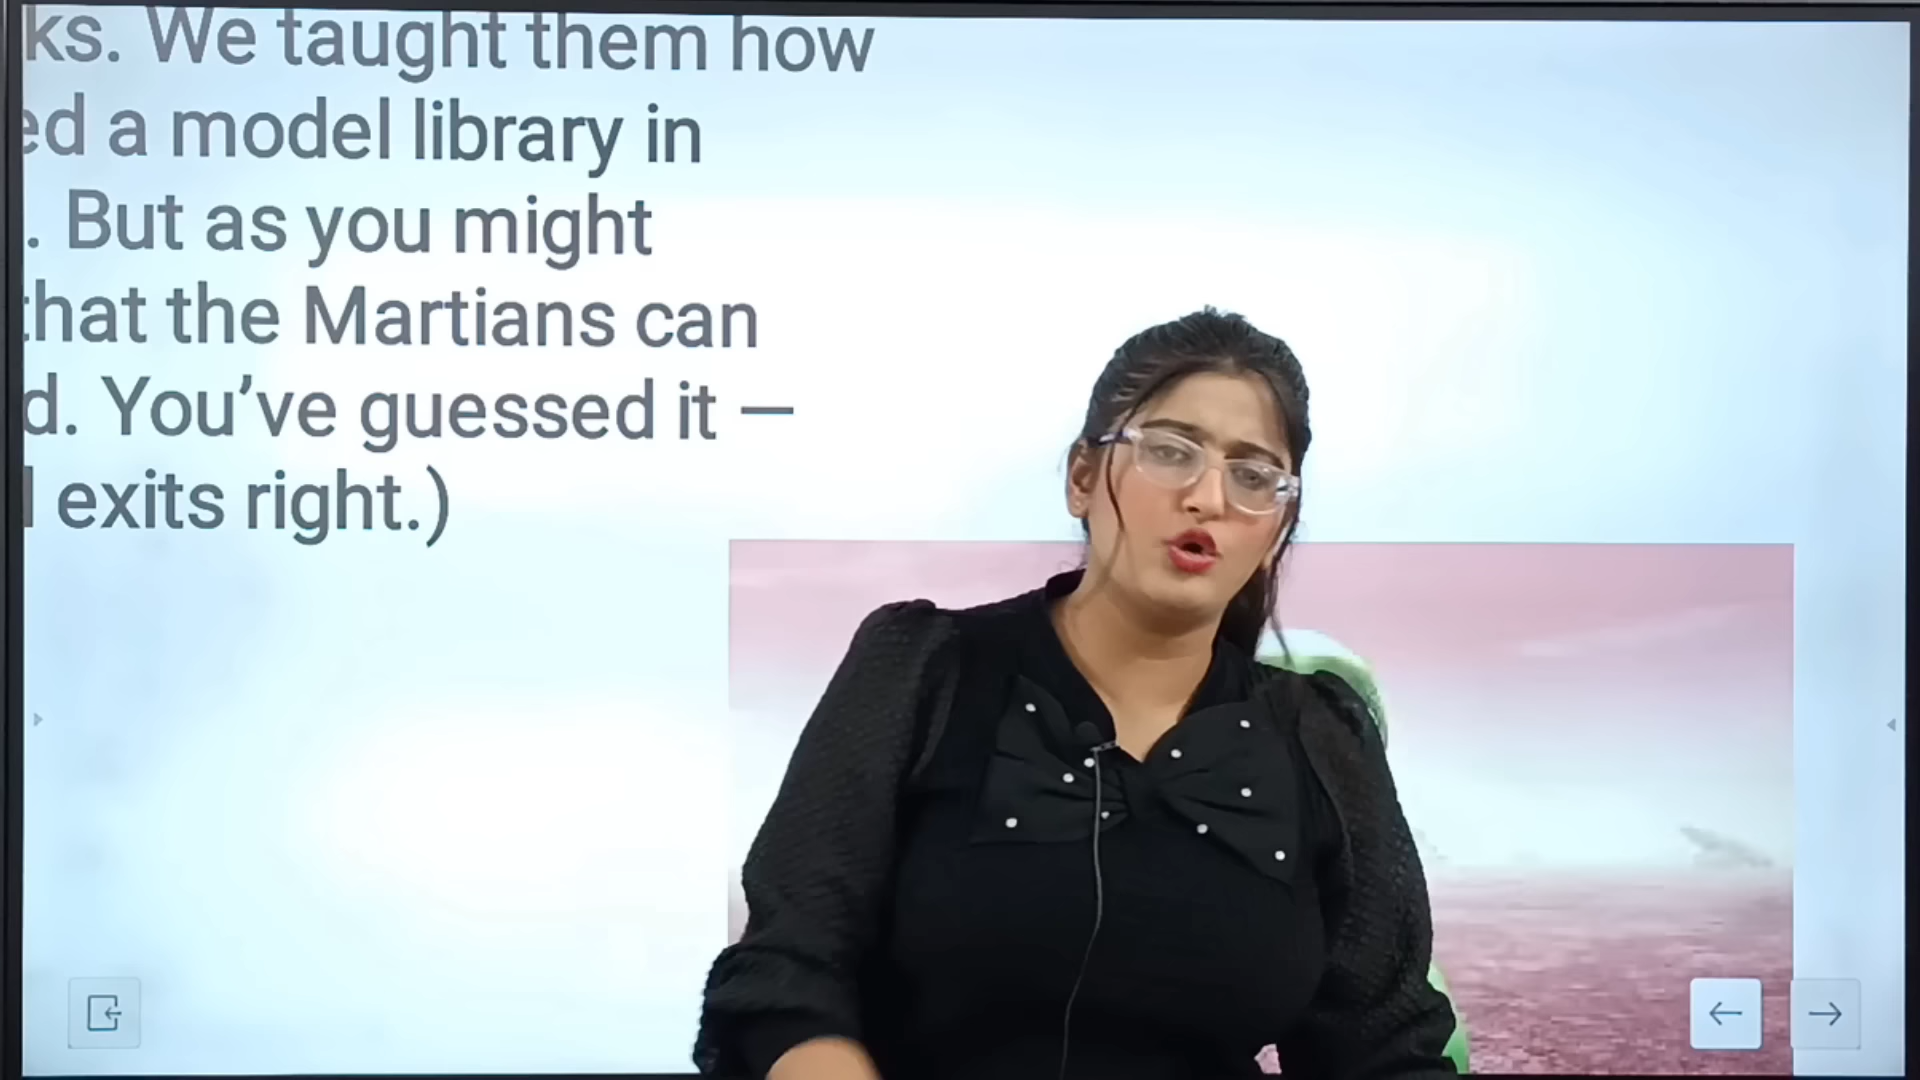 ks. We taught them how
ed a model library in
. But as you might
that the Martians can
d. You’ve guessed it —
l exits right.)